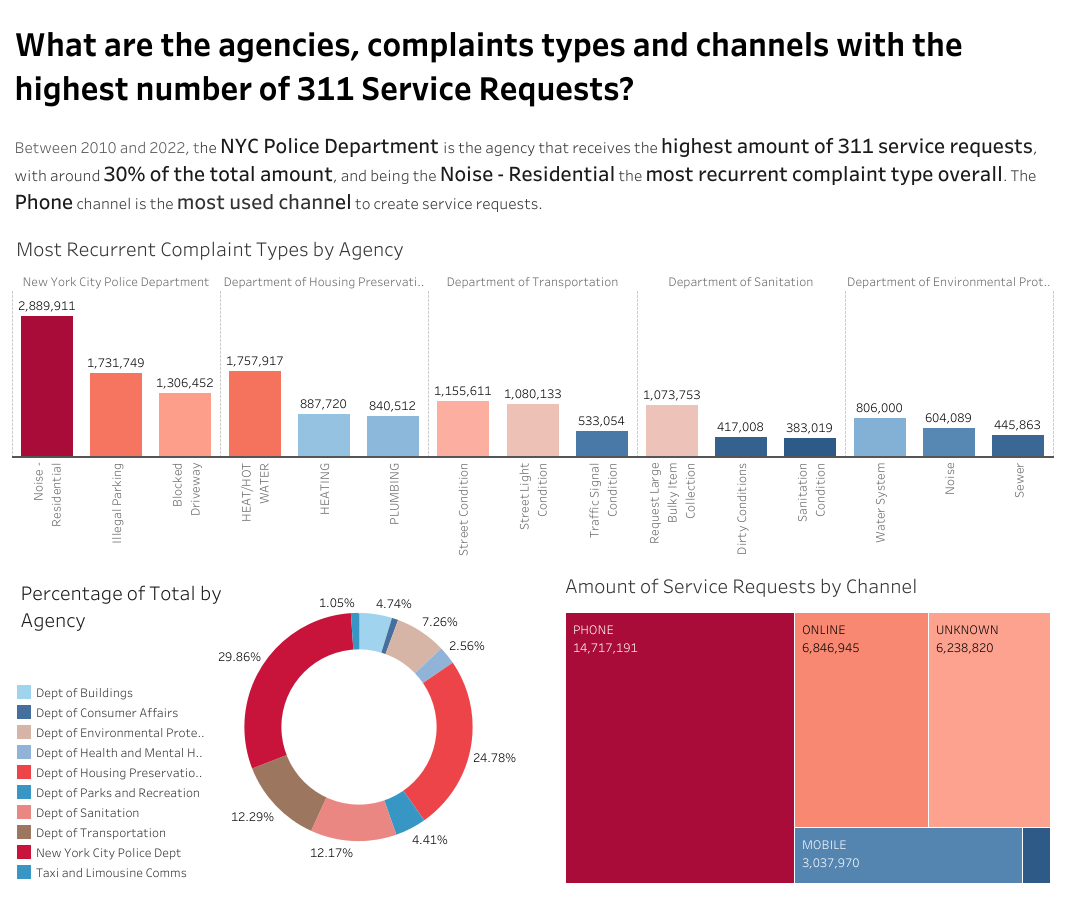 What are the agencies, complaints types and channels with the
highest number of 311 Service Requests?
Between 2010 and 2022, the NYC Police Department is the agency that receives the highest amount of 311 service requests,
with around 30% of the total amount, and being the Noise - Residential the most recurrent complaint type overall. The
Phone channel is the most used channel to create service requests.
Most Recurrent Complaint Types by Agency
New York City Police Department
Department of Housing Preservati..
Department of Transportation
Department of Sanitation
Department of Environmental Prot..
2,889,911
1,731,749
1,306,452
1,757,917
887,720
840,512
1,155,611
1,080,133
533,054
1,073,753
417,008
383,019
806,000
604,089
445,863
Noise -
Residential
Illegal Parking
Blocked
Driveway
HEAT/HOT
WATER
HEATING
PLUMBING
Street Condition
Street Light
Condition
Traffic Signal
Condition
Request Large
Bulky Item
Collection
Dirty Conditions
Sanitation
Condition
Water System
Noise
Sewer
Percentage of Total by
Agency
1.05%
4.74%
7.26%
2.56%
29.86%
24.78%
12.29%
12.17%
4.41%
Dept of Buildings
Dept of Consumer Affairs
Dept of Environmental Prote..
Dept of Health and Mental H..
Dept of Housing Preservatio..
Dept of Parks and Recreation
Dept of Sanitation
Dept of Transportation
New York City Police Dept
Taxi and Limousine Comms
Amount of Service Requests by Channel
PHONE
14,717,191
ONLINE
6,846,945
UNKNOWN
6,238,820
MOBILE
3,037,970